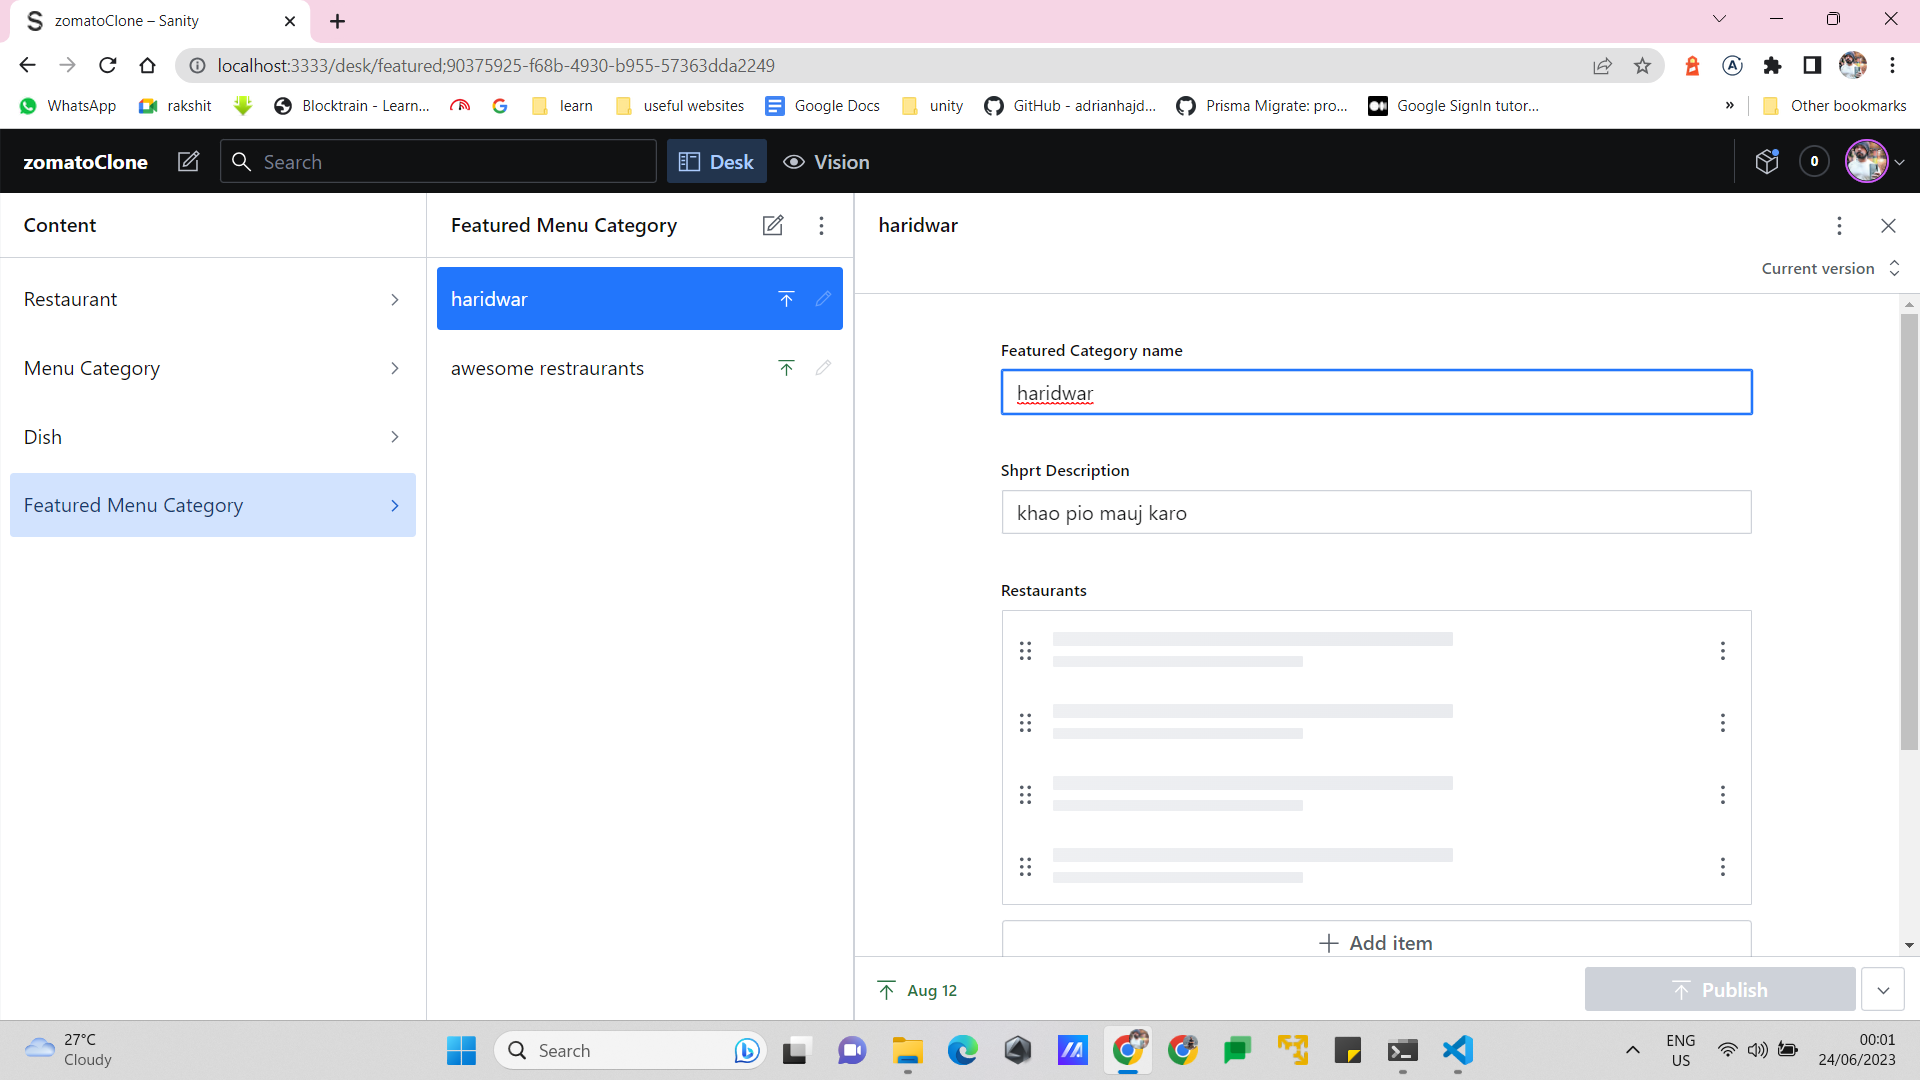 zomatoClone – Sanity
localhost:3333/desk/featured;90375925-f68b-4930-b955-57363dda2249
WhatsApp
rakshit
Blocktrain - Learn...
learn
useful websites
Google Docs
unity
GitHub - adrianhajd...
Prisma Migrate: pro...
Google SignIn tutor...
»
Other bookmarks
zomatoClone
Search
Desk
Vision
0
Content
Featured Menu Category
haridwar
Current version
Restaurant
haridwar
Menu Category
awesome restraurants
Dish
Featured Menu Category
Featured Category name
haridwar
Shprt Description
khao pio mauj karo
Restaurants
Add item
Aug 12
Publish
27°C
Cloudy
Search
ENG
US
00:01
24/06/2023